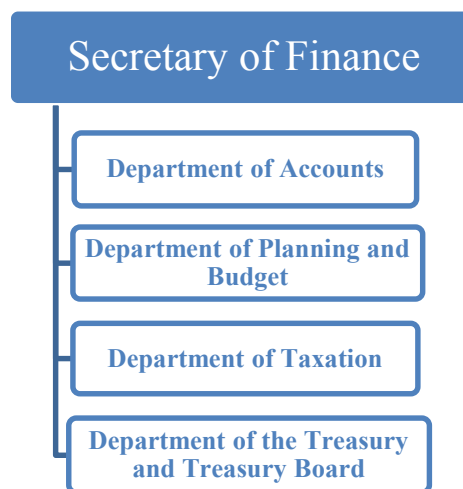 Secretary of Finance
Department of Accounts
Department of Planning and
Budget
Department of Taxation
Department of the Treasury
and Treasury Board